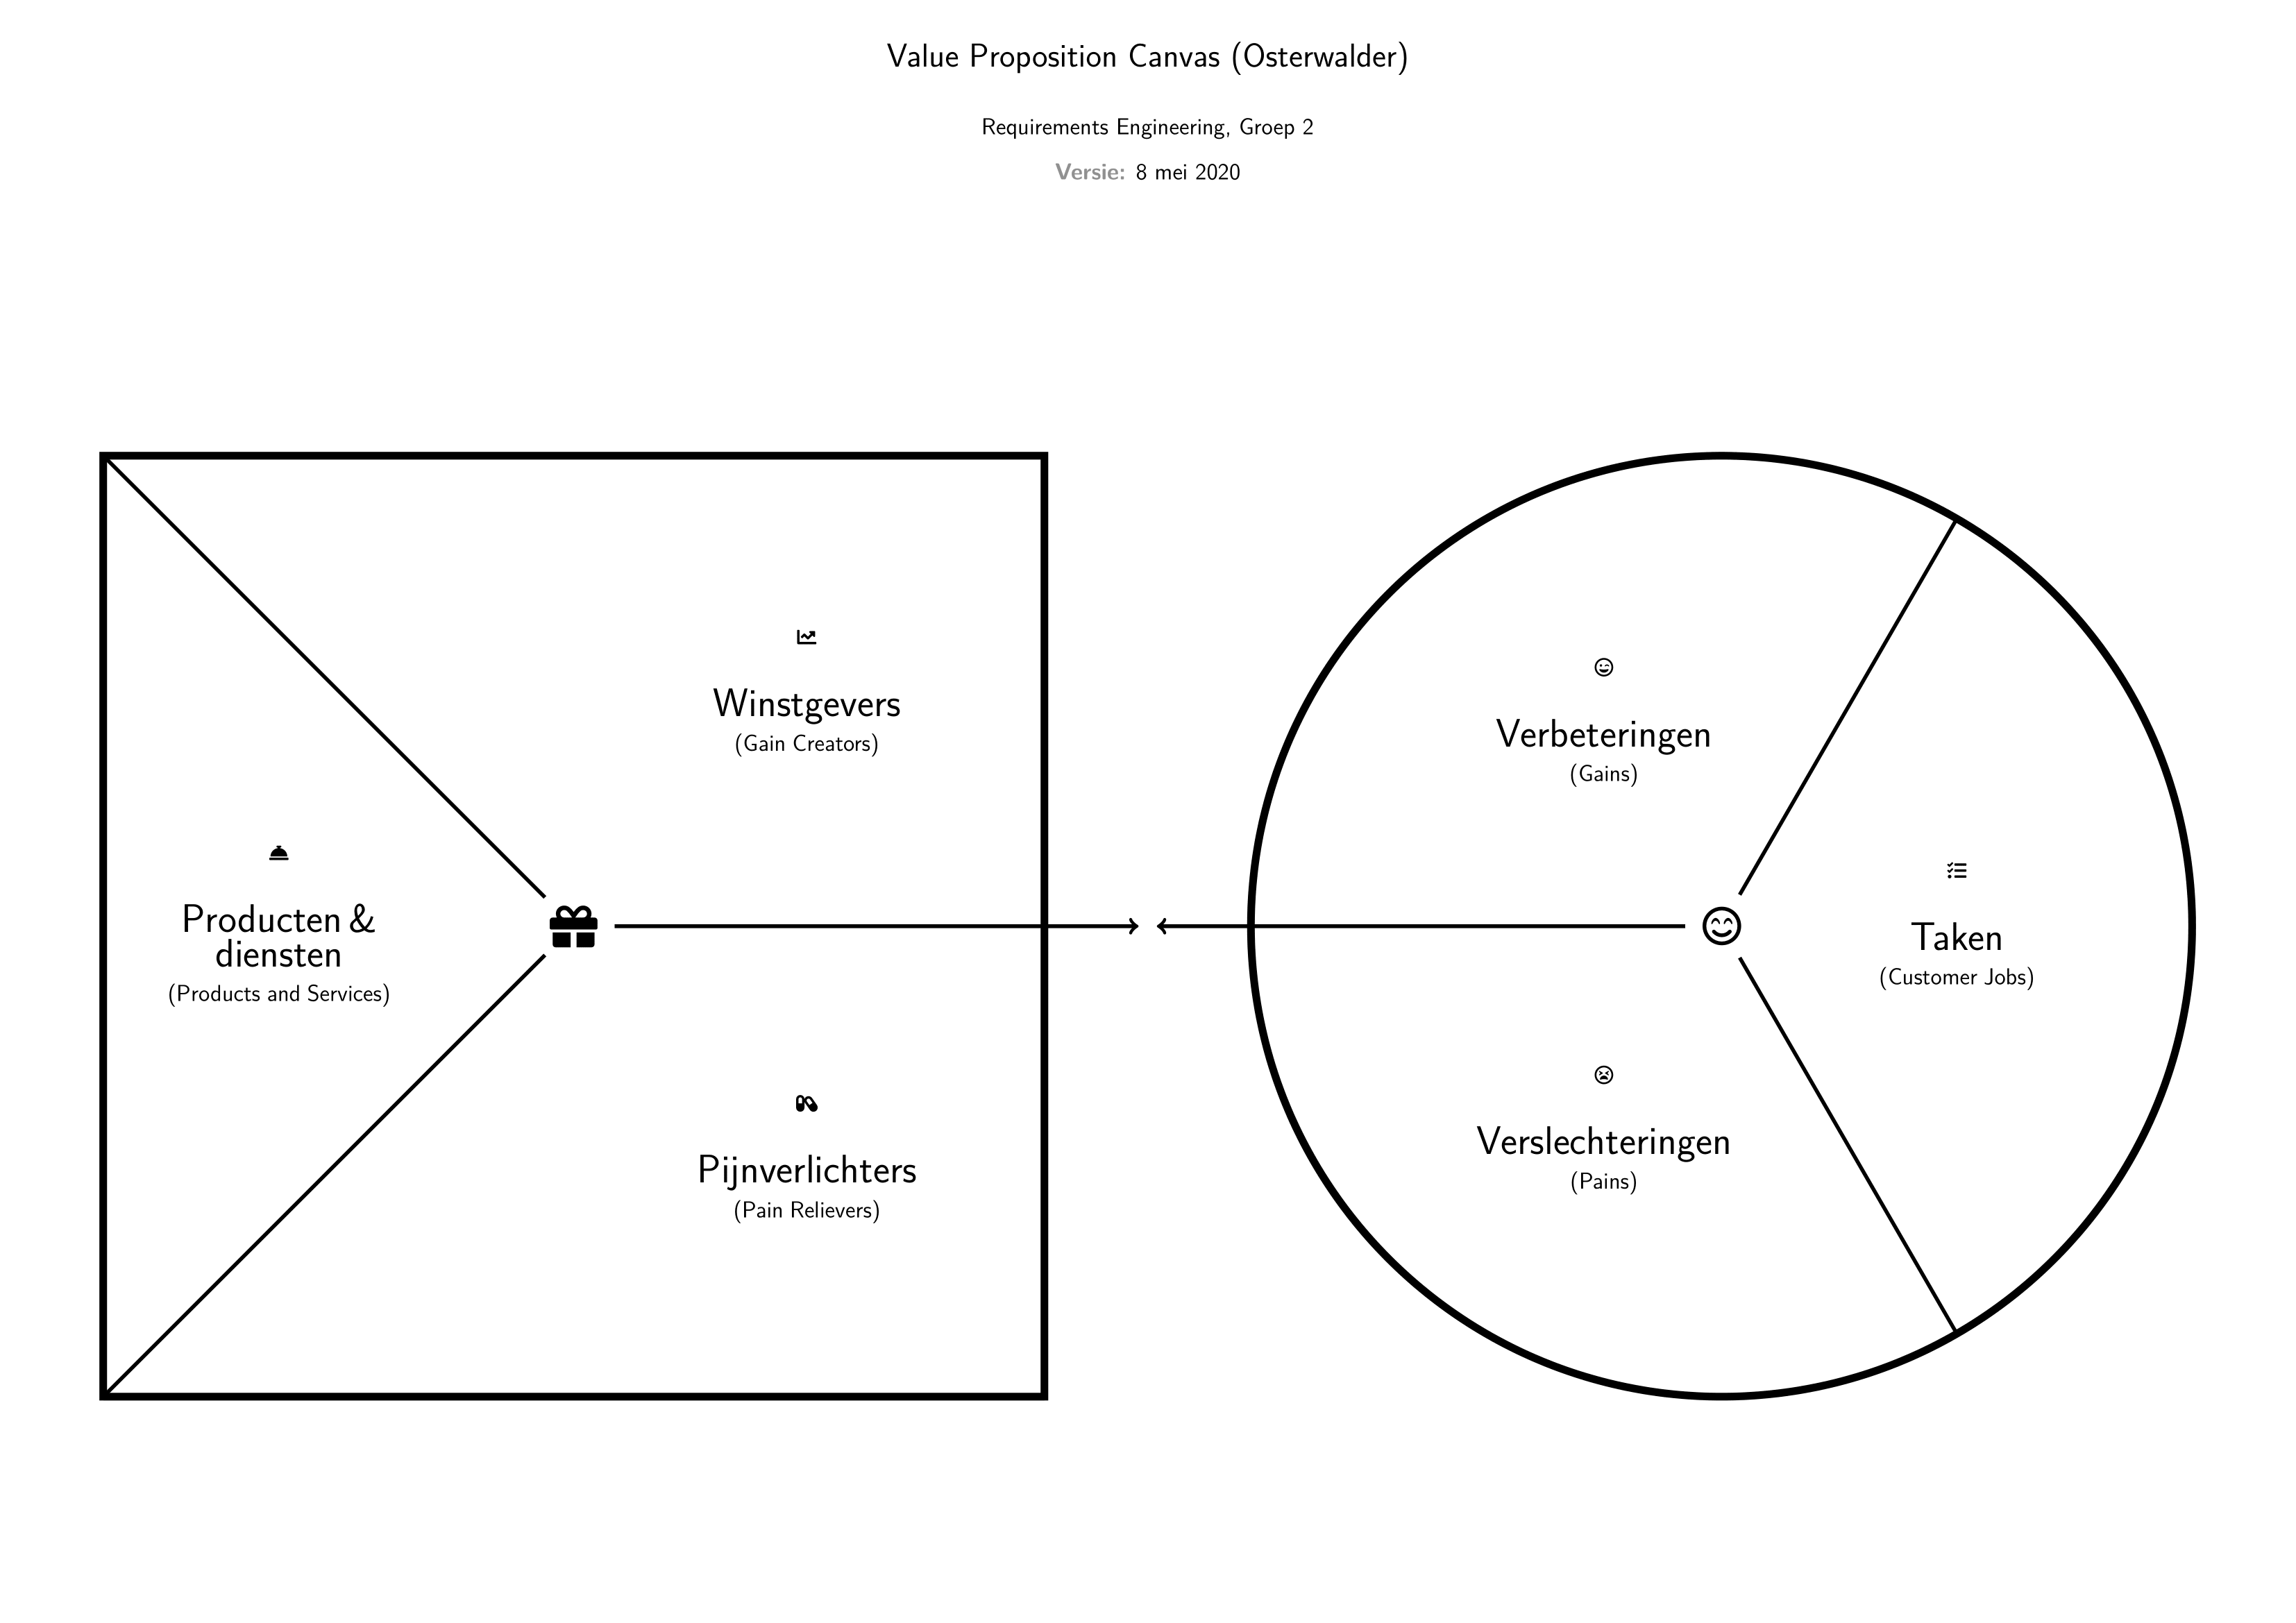 Value Proposition Canvas (Osterwalder)
Requirements Engineering, Groep 2
Versie: 8 mei 2020
Producten &
diensten
(Products and Services)
Winstgevers
(Gain Creators)
Pijnverlichters
(Pain Relievers)
Verbeteringen
(Gains)
Verslechteringen
(Pains)
Taken
(Customer Jobs)